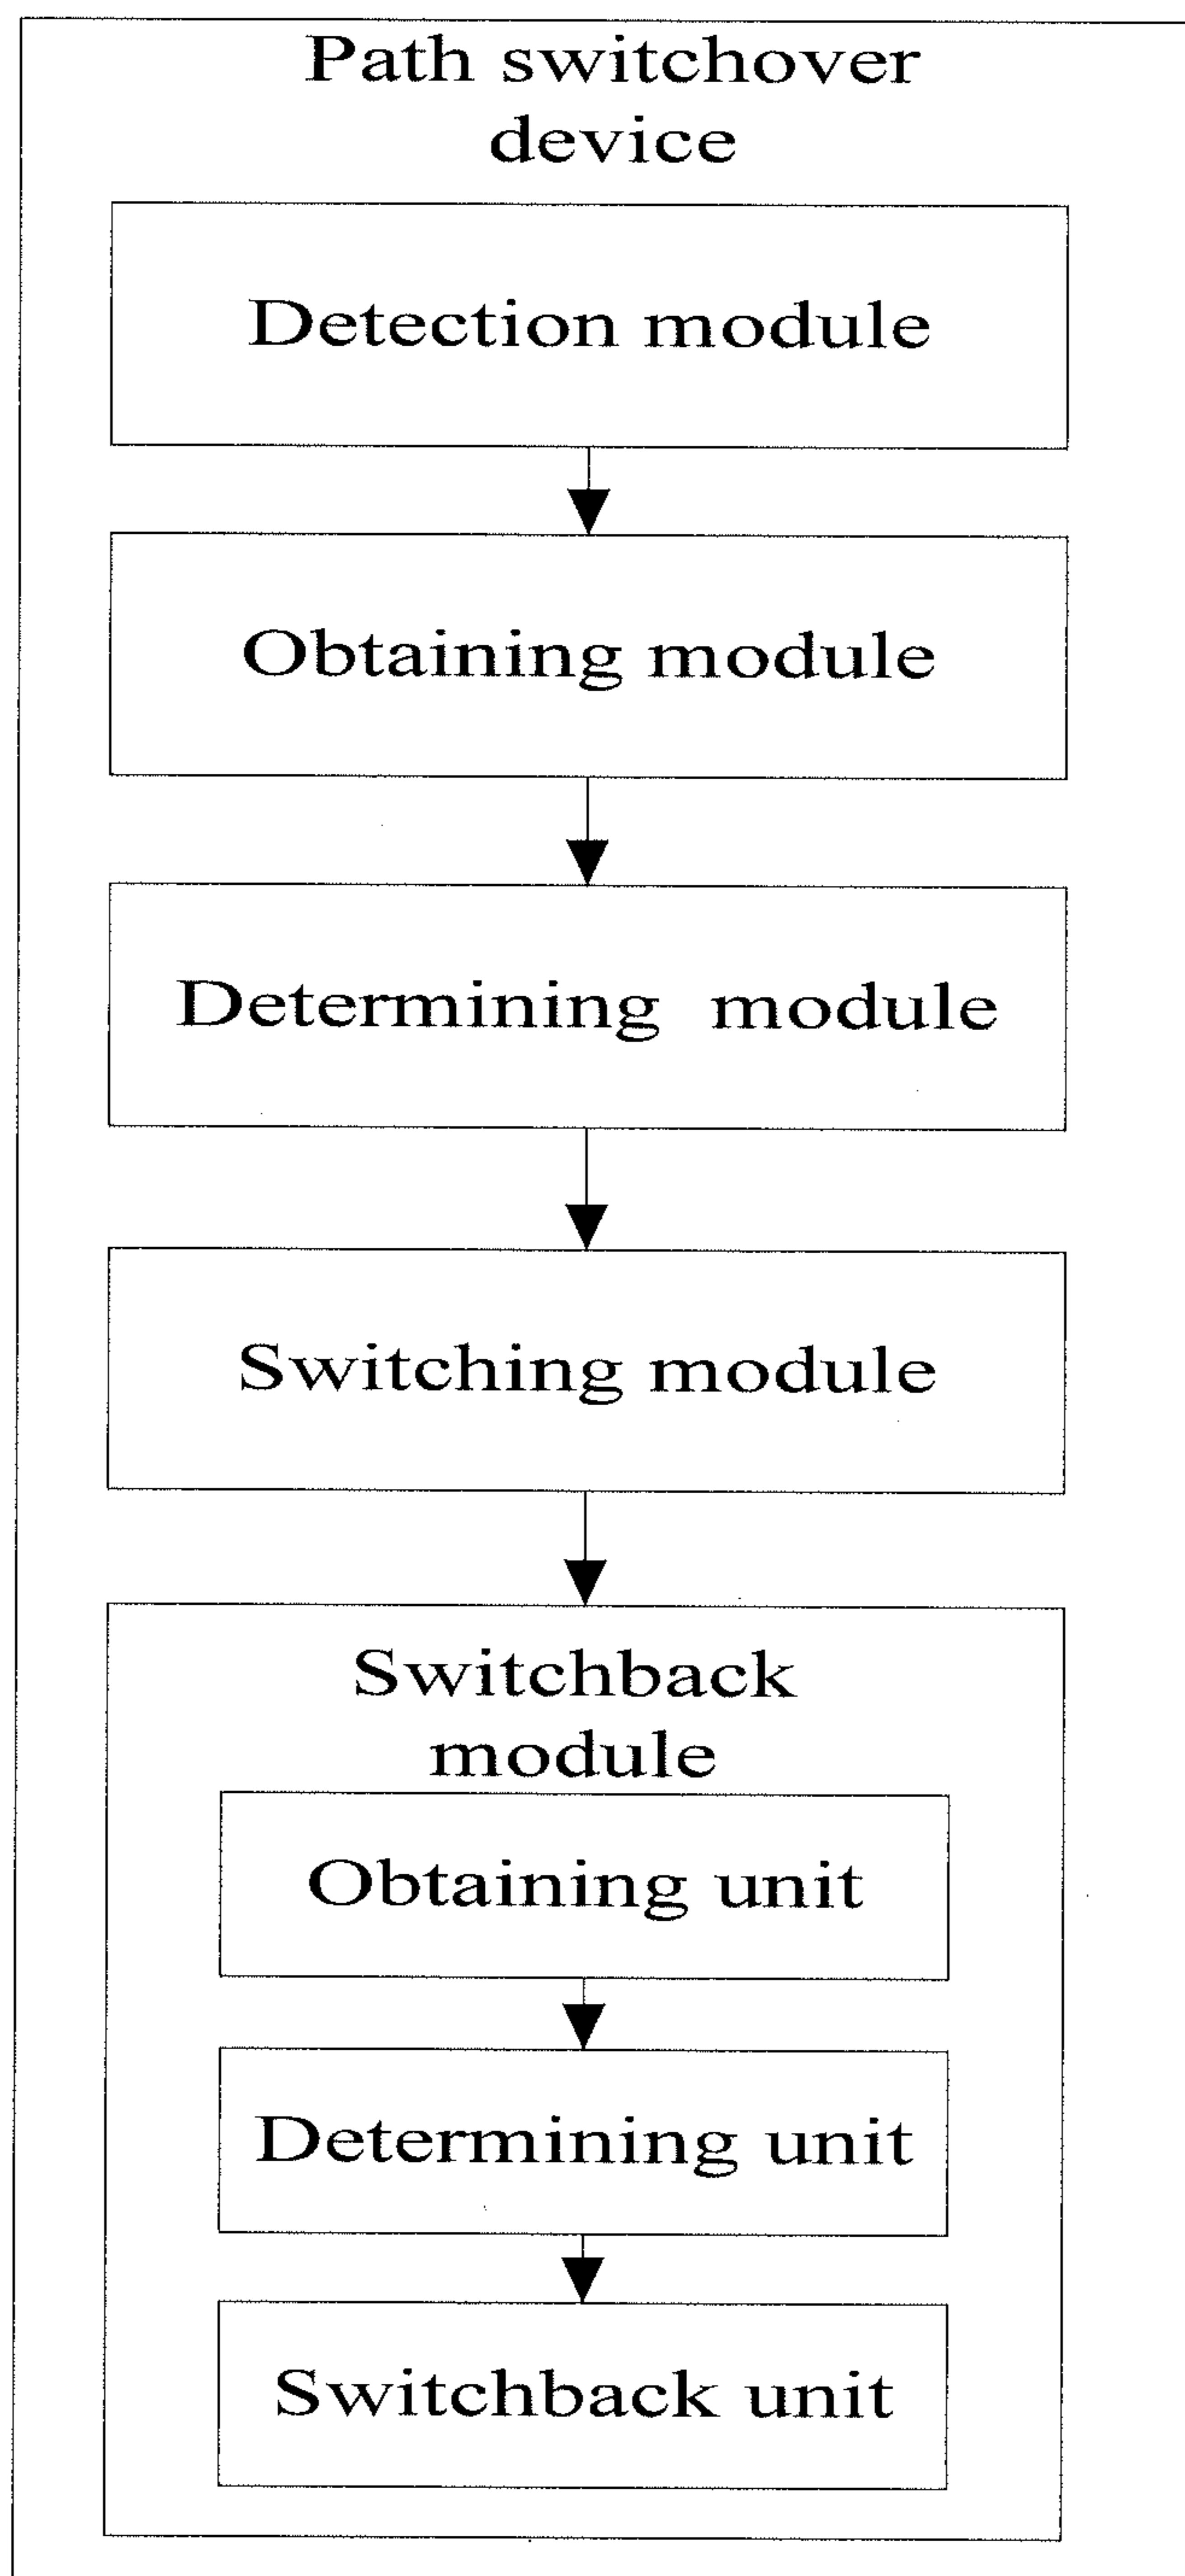 Path switchover
device
Detection module
Obtaining module
Determining module
Switching module
Switchback
module
Obtaining unit
Determining unit
Switchback unit